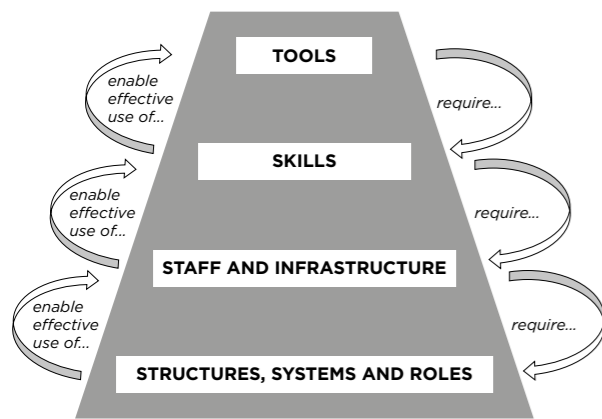 TOOLS
enable
effective
use of...
require...
SKILLS
enable
effective
use of...
require...
STAFF AND INFRASTRUCTURE
enable
effective
use of...
require...
STRUCTURES, SYSTEMS AND ROLES